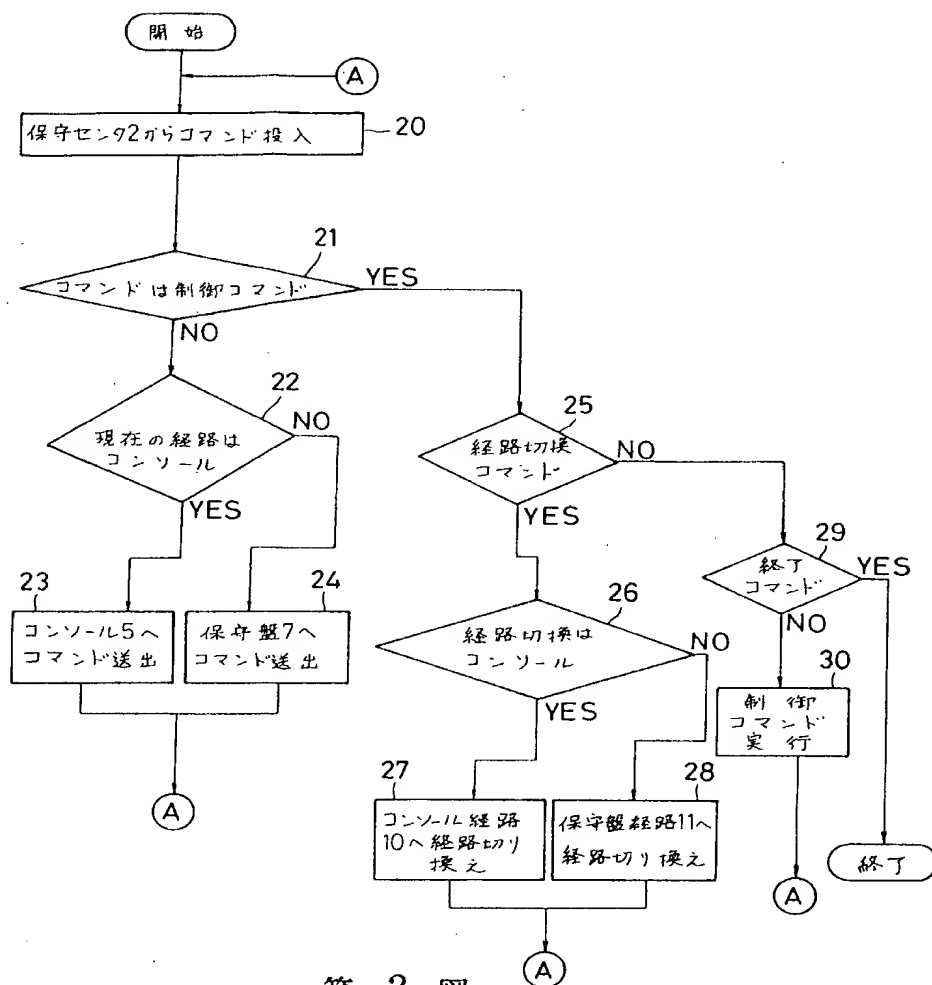 開始
A
保守センタ2からコマンド投入
20
21
コマンドは制御コマンド
YES
NO
22
現在の経路は
コンソール
NO
YES
25
経路切換
コマンド
NO
YES
29
終了
コマンド
YES
NO
23
コンソール5へ
コマンド送出
24
保守盤7へ
コマンド送出
26
経路切換は
コンソール
NO
YES
30
制御
コマンド
実行
A
27
コンソール経路
10へ経路切り
換え
28
保守盤経路11へ
経路切り換え
終了
A
A